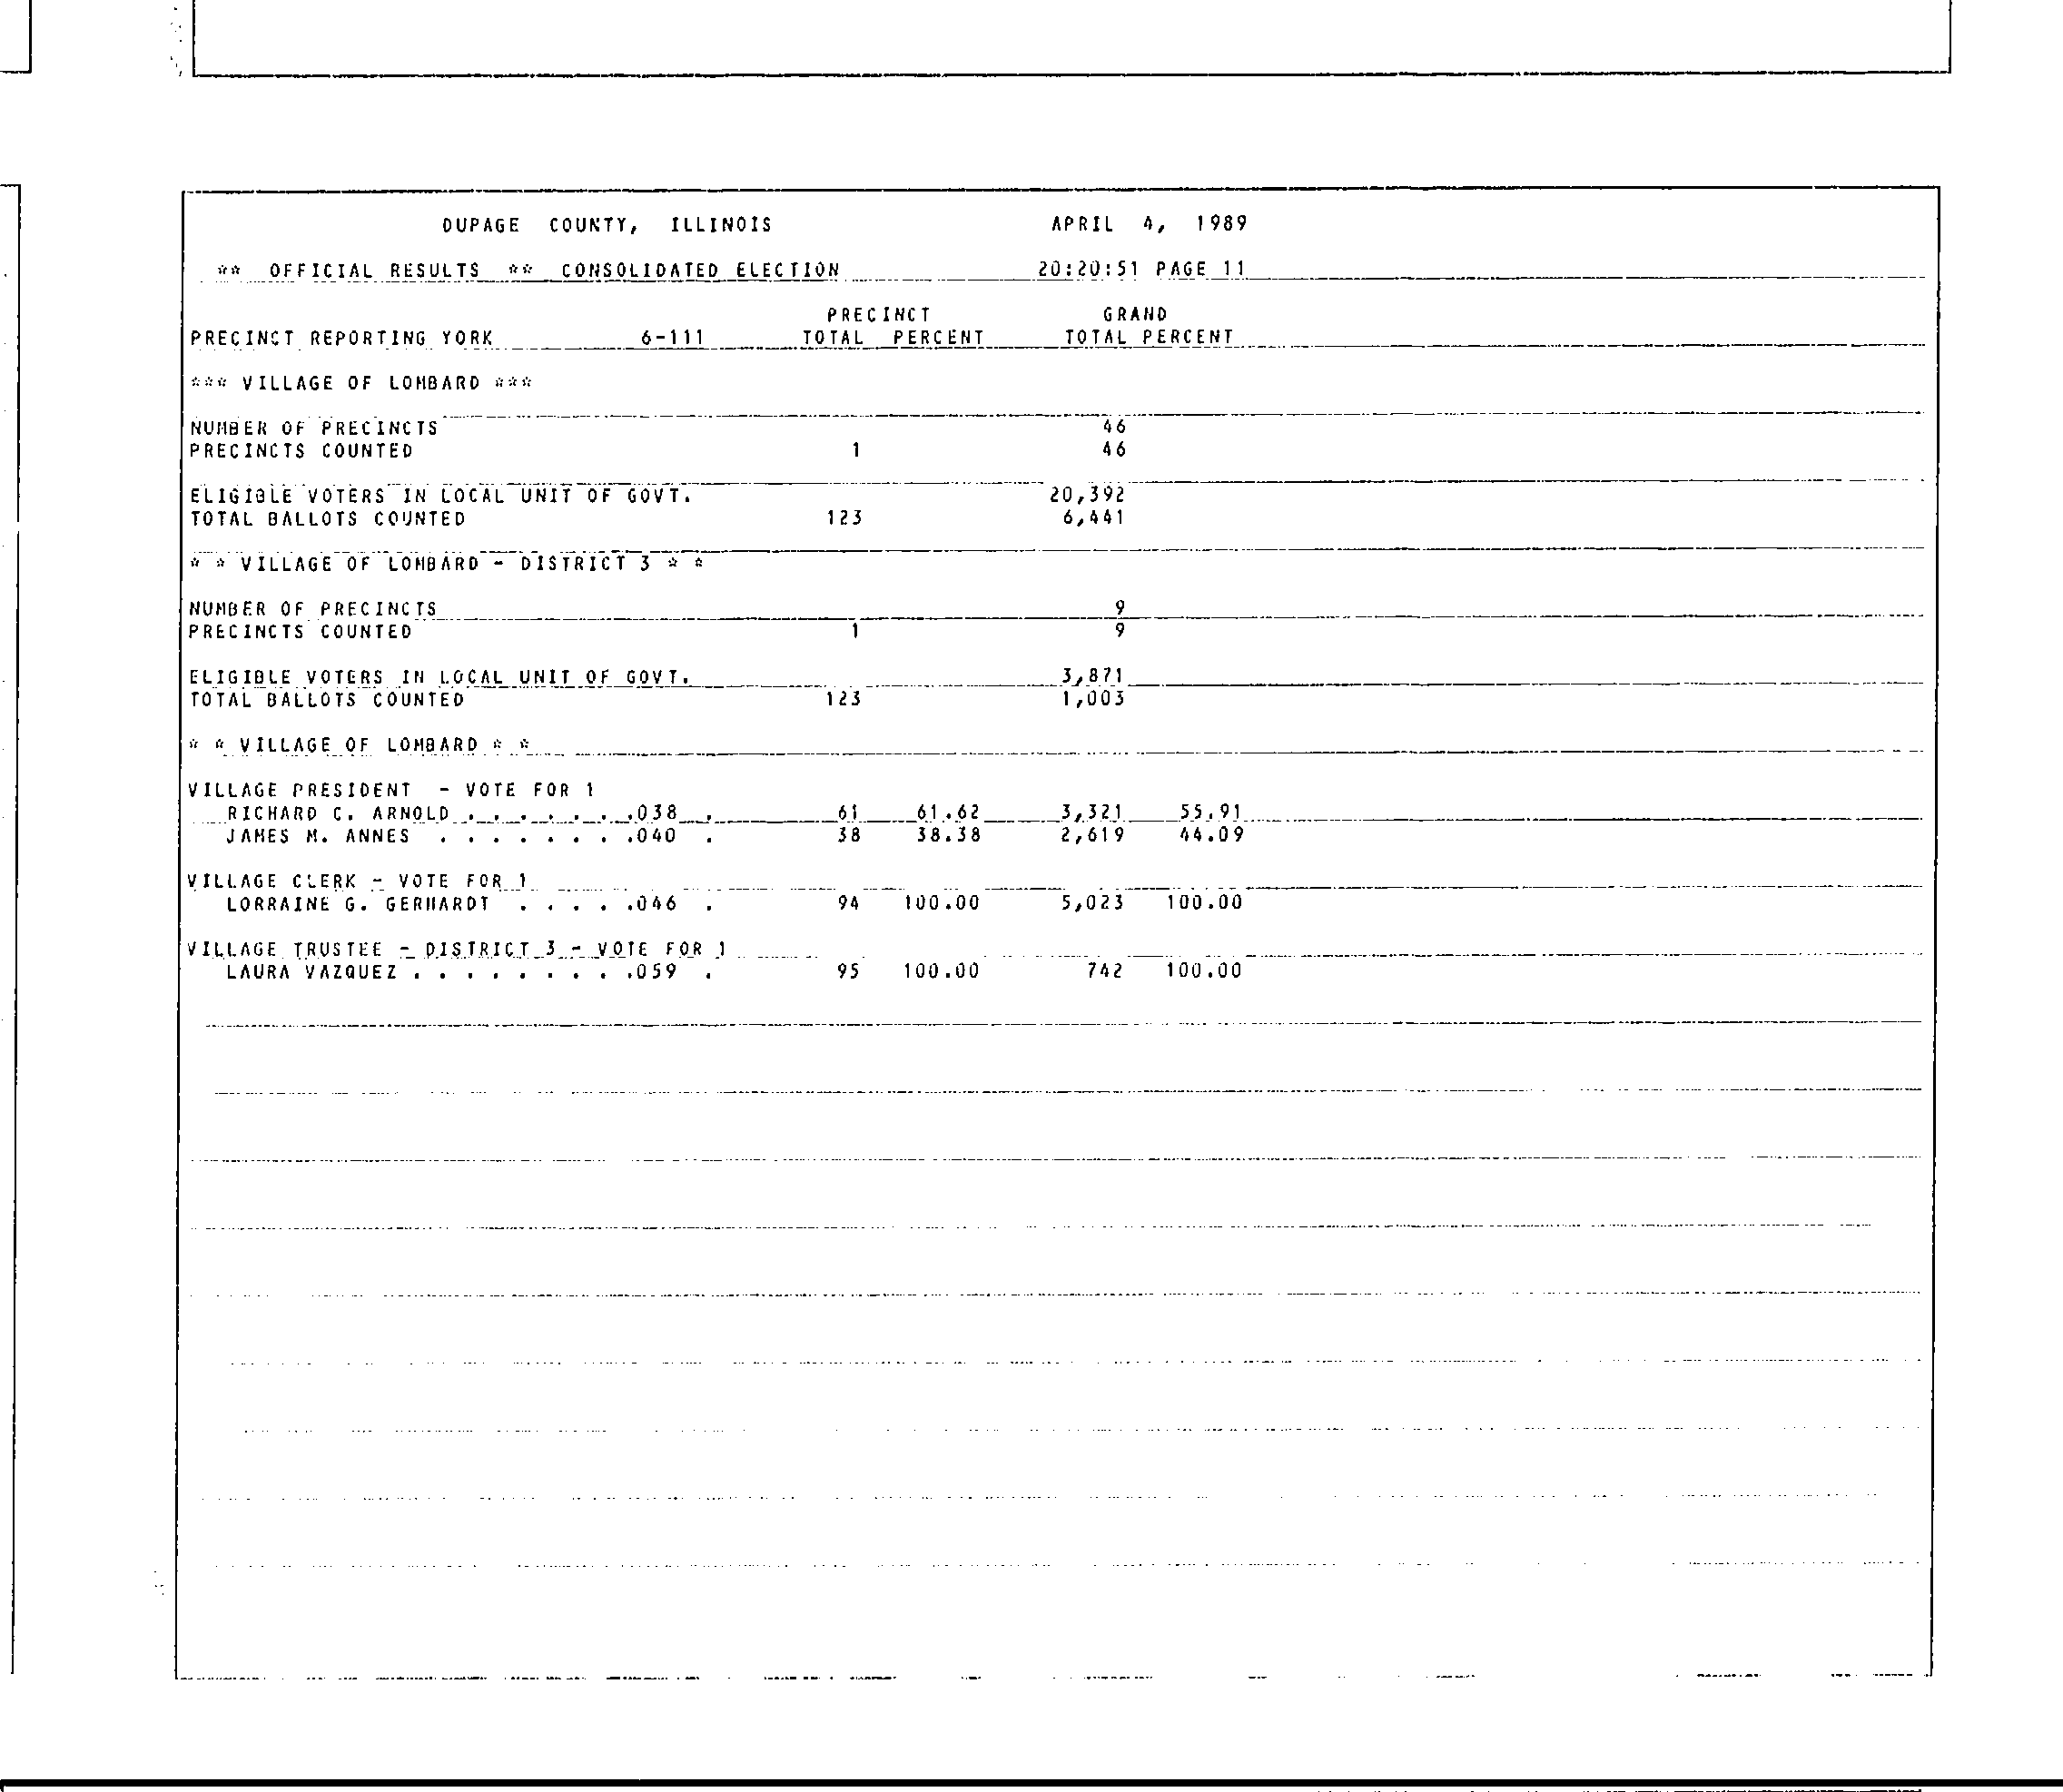 DUPAGE COUNTY, ILLINOIS APRIL 4, 1989
** OFFICIAL RESULTS ** CONSOLIDATED ELECTION 20:20:51 PAGE 11
PRECINCT GRAND
PRECINCT REPORTING YORK 6-111 TOTAL PERCENT TOTAL PERCENT
*** VILLAGE OF LOMBARD ***
NUMBER OF PRECINCTS 46
PRECINCTS COUNTED 1 46
ELIGIBLE VOTERS IN LOCAL UNIT OF GOVT. 20,392
TOTAL BALLOTS COUNTED 123 6,441
* * VILLAGE OF LOMBARD - DISTRICT 3 * *
NUMBER OF PRECINCTS 9
PRECINCTS COUNTED 1 9
ELIGIBLE VOTERS IN LOCAL UNIT OF GOVT. 3,871
TOTAL BALLOTS COUNTED 123 1,003
* * VILLAGE OF LOMBARD * *
VILLAGE PRESIDENT - VOTE FOR 1
RICHARD C. ARNOLD . . . . . . .038 . 61 61.62 3,321 55.91
JAMES M. ANNES . . . . . . . .040 . 38 38.38 2,619 44.09
VILLAGE CLERK - VOTE FOR 1
LORRAINE G. GERHARDT . . . . .046 . 94 100.00 5,023 100.00
VILLAGE TRUSTEE - DISTRICT 3 - VOTE FOR 1
LAURA VAZQUEZ . . . . . . . . .059 . 95 100.00 742 100.00